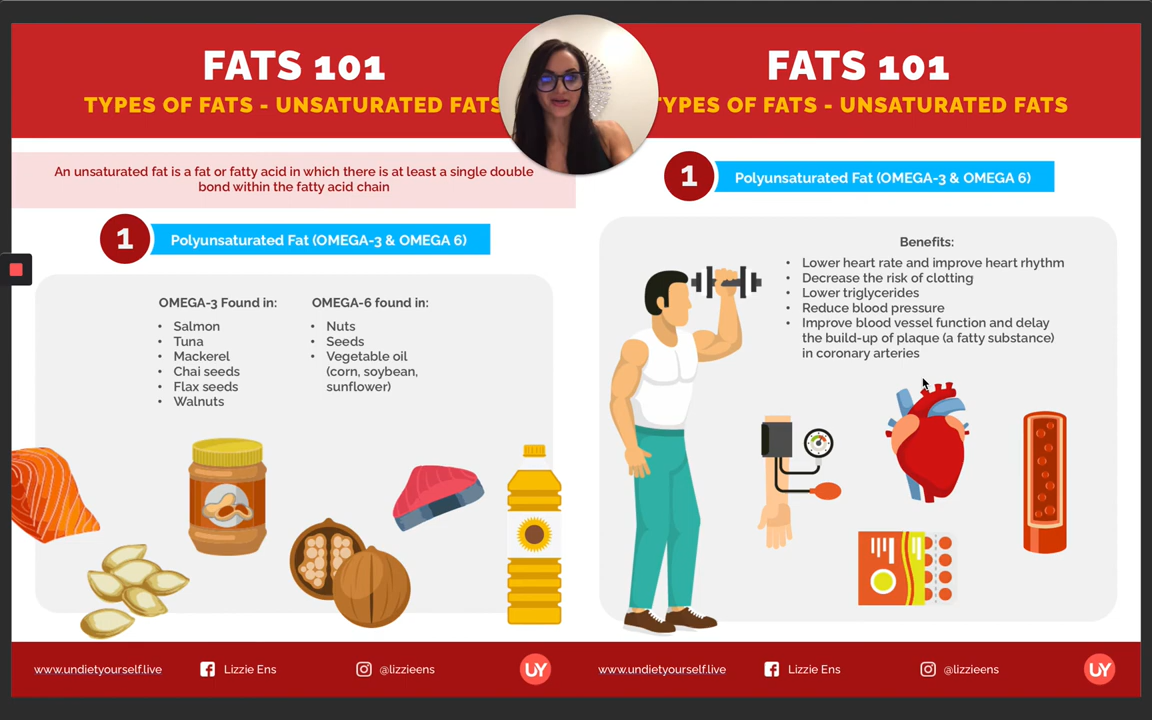 FATS 101
TYPES OF FATS - UNSATURATED FATS
An unsaturated fat is a fat or fatty acid in which there is at least a single double
bond within the fatty acid chain
1
Polyunsaturated Fat (OMEGA-3 & OMEGA 6)
OMEGA-3 Found in:
• Salmon
• Tuna
• Mackerel
• Chai seeds
• Flax seeds
• Walnuts
OMEGA-6 found in:
• Nuts
• Seeds
• Vegetable oil
(corn, soybean,
sunflower)
www.undietyourself.live
Lizzie Ens
@lizzieens
UY
FATS 101
TYPES OF FATS - UNSATURATED FATS
1
Polyunsaturated Fat (OMEGA-3 & OMEGA 6)
Benefits:
• Lower heart rate and improve heart rhythm
• Decrease the risk of clotting
• Lower triglycerides
• Reduce blood pressure
• Improve blood vessel function and delay
the build-up of plaque (a fatty substance)
in coronary arteries
www.undietyourself.live
Lizzie Ens
@lizzieens
UY